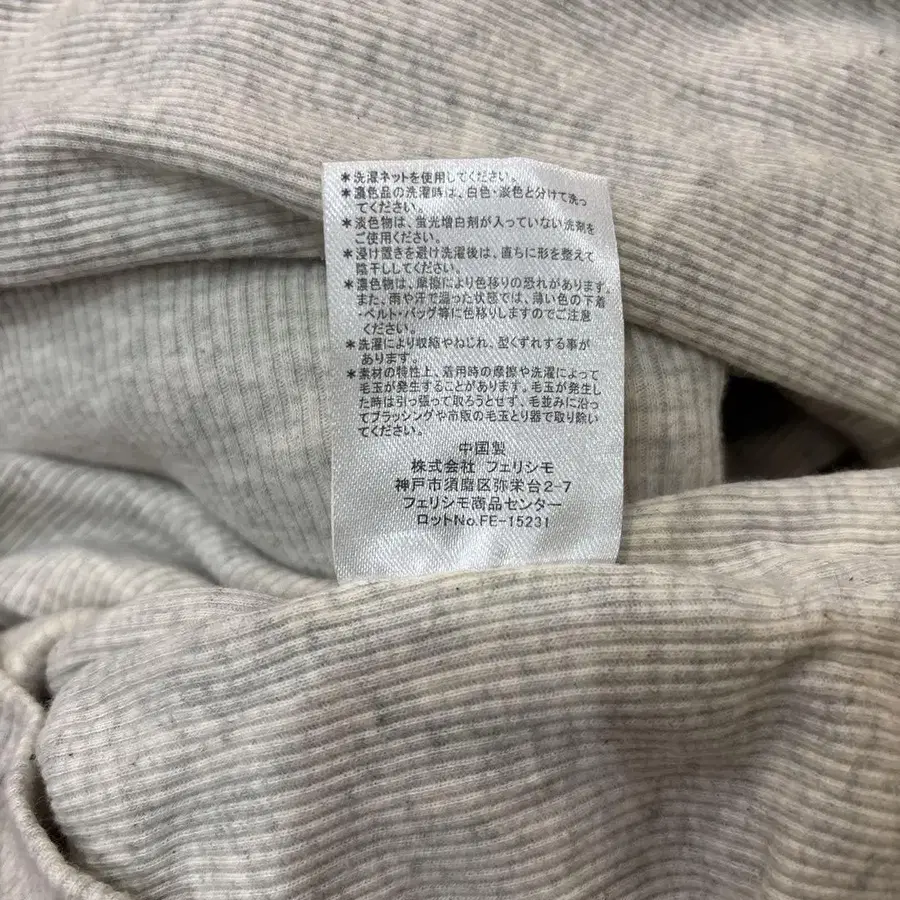 *洗濯ネットを使用してください。
*濃色品の洗濯時は、白色・淡色と分けて洗っ
てください。
*淡色物は、蛍光増白剤が入っていない洗剤を
ご使用ください。
*浸け置きを避け洗濯後は、直ちに形を整えて
陰干ししてください。
*濃色物は、摩擦により色移りの恐れがあります。
また、雨や汗で湿った状態では、薄い色の下着
・ベルト・バッグ等に色移りしますのでご注意
ください。
*洗濯により収縮やねじれ、型くずれする事が
あります。
*素材の特性上、着用時の摩擦や洗濯によって
毛玉が発生することがあります。毛玉が発生し
た時は引っ張って取ろうとせず、毛並みに沿っ
てブラッシングや市販の毛玉とり器で取り除い
てください。
中国製
株式会社 フェリシモ
神戸市須磨区弥栄台2-7
フェリシモ商品センター
ロットNo.FE-15231